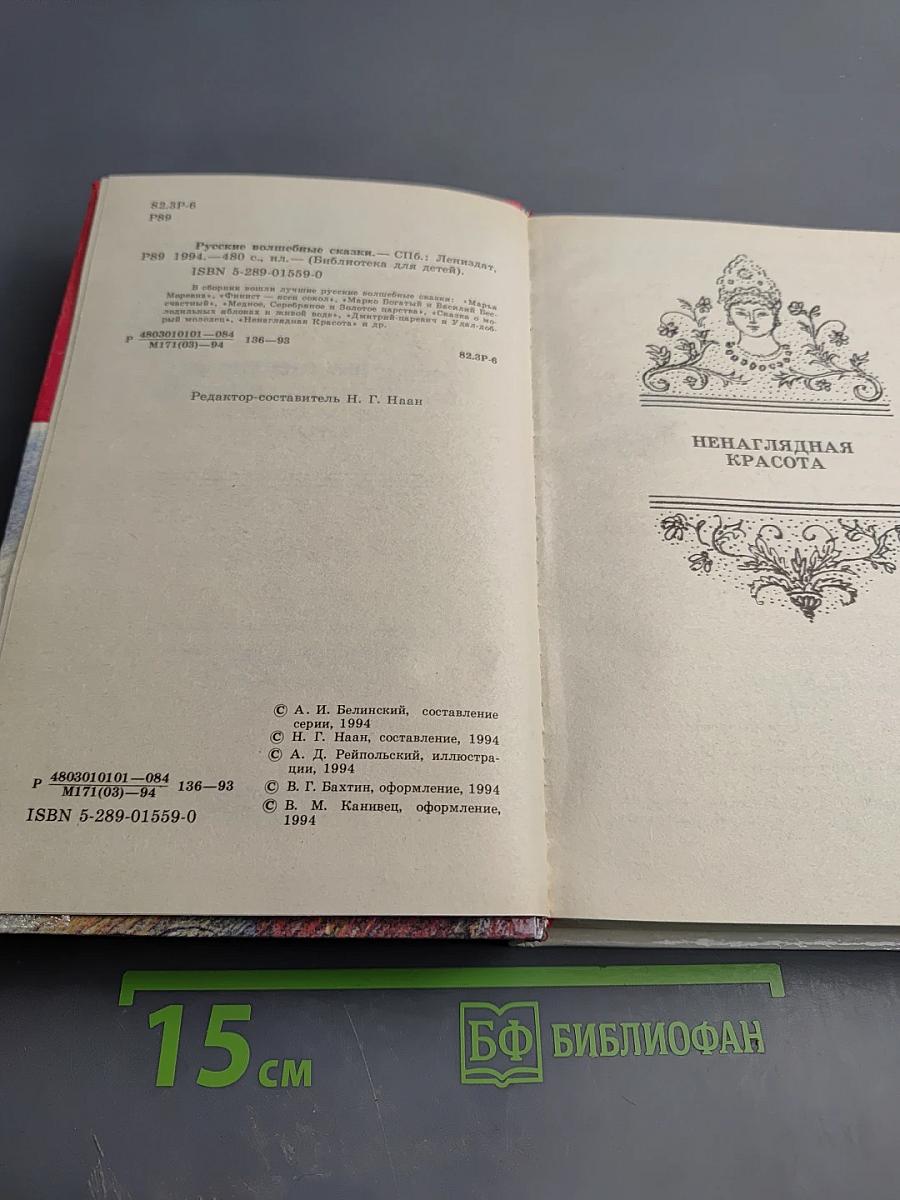 82.3Р-6
Р89
Русские волшебные сказки.— СПб.: Лениздат,
Р89 1994.—480 с., ил.— (Библиотека для детей).
ISBN 5-289-01559-0
В сборник вошли лучшие русские волшебные сказки: «Марья
Моревна», «Финист — ясен сокол», «Марко Богатый и Василий Бес-
счастный», «Медное, Серебряное и Золотое царства», «Сказка о мо-
лодильных яблоках и живой воде», «Дмитрий-царевич и Удал-доб-
рый молодец», «Ненаглядная Красота» и др.
Р 4803010101—084
М171(03)—94 136—93
82.3Р-6
Редактор-составитель Н. Г. Наан
© А. И. Белинский, составление
серии, 1994
© Н. Г. Наан, составление, 1994
© А. Д. Рейпольский, иллюстра-
ции, 1994
© В. Г. Бахтин, оформление, 1994
© В. М. Канивец, оформление,
1994
Р 4803010101—084
М171(03)—94 136—93
ISBN 5-289-01559-0
НЕНАГЛЯДНАЯ
КРАСОТА
15 см
БФ БИБЛИОФАН